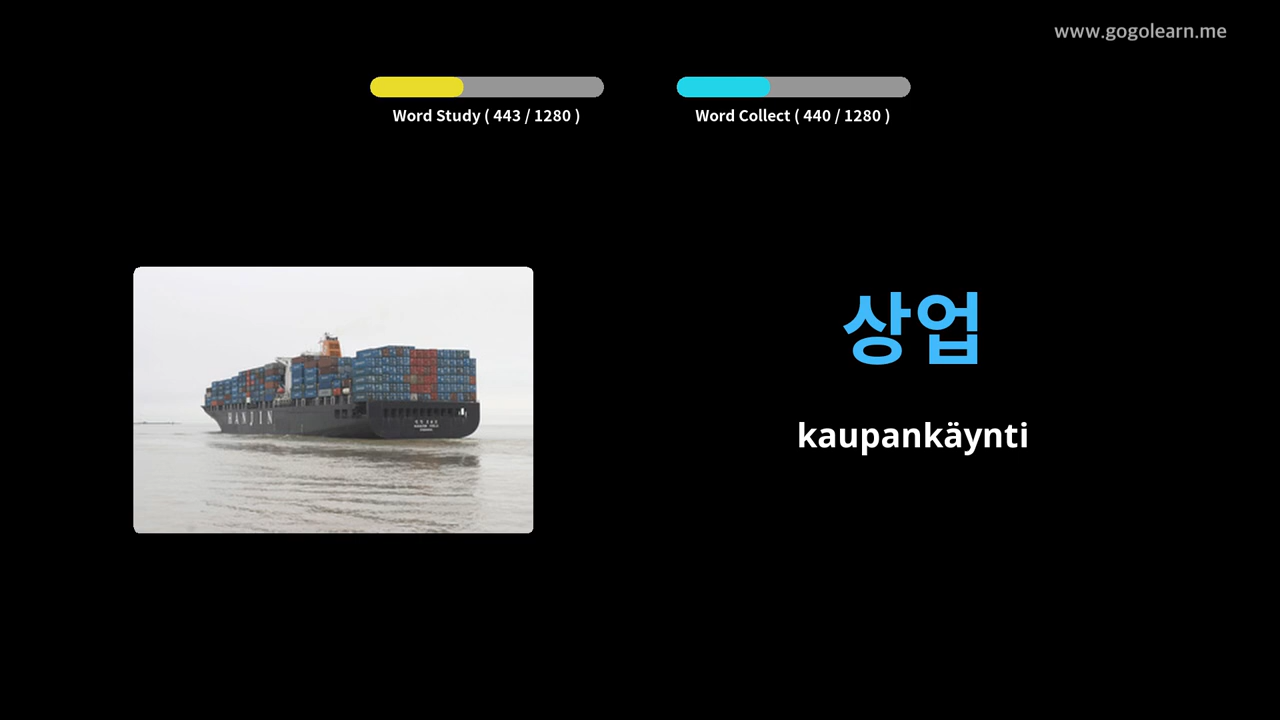 www.gogolearn.me
Word Study ( 443 / 1280 )
Word Collect ( 440 / 1280 )
상업
kaupankäynti
HANJIN